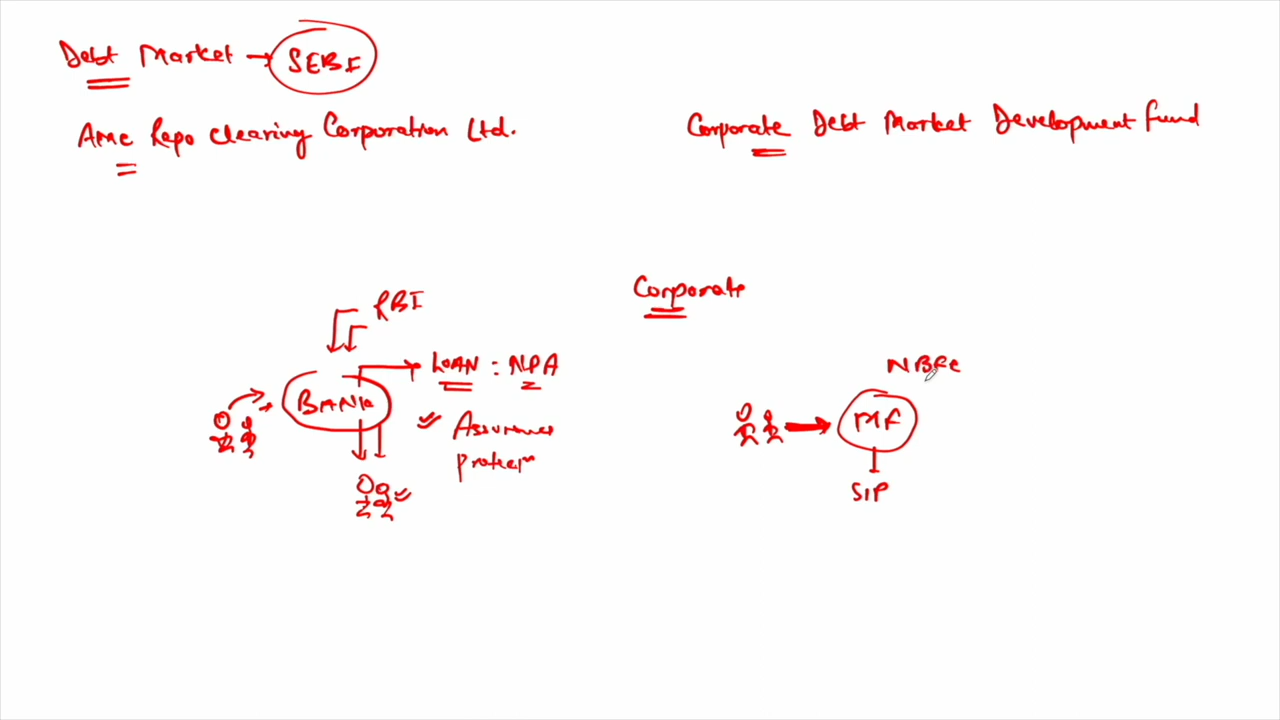 Debt Market → SEBI
AMC Repo Clearing Corporation Ltd.
Corporate Debt Market Development Fund
Corporate
RBI
LOAN : NPA
BANK
Assurance
NBFC
MF
SIP